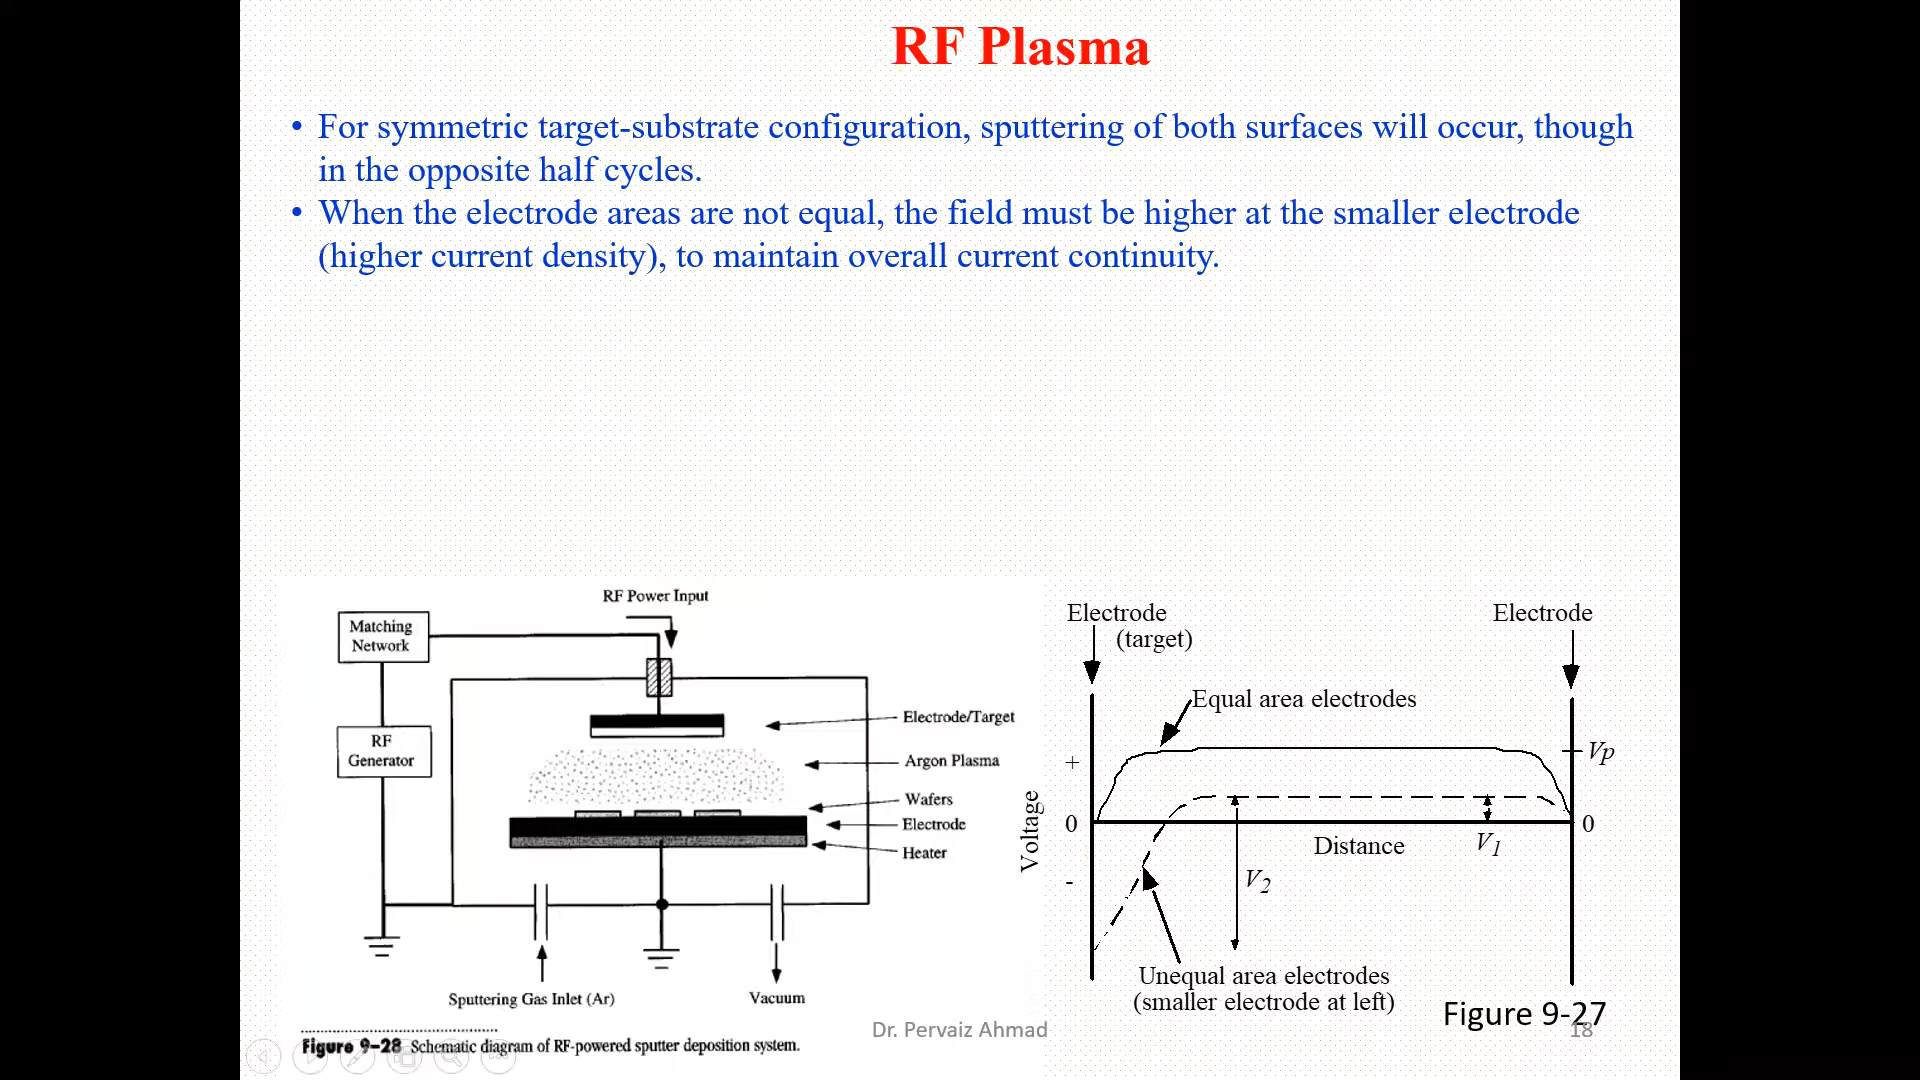 RF Plasma
• For symmetric target-substrate configuration, sputtering of both surfaces will occur, though
in the opposite half cycles.
• When the electrode areas are not equal, the field must be higher at the smaller electrode
(higher current density), to maintain overall current continuity.
RF Power Input
Matching
Network
RF
Generator
Electrode/Target
Argon Plasma
Wafers
Electrode
Heater
Sputtering Gas Inlet (Ar)
Vacuum
Figure 9-28 Schematic diagram of RF-powered sputter deposition system.
Electrode
(target)
Electrode
Equal area electrodes
Vp
+
Voltage
0
0
Distance
V1
-
V2
Unequal area electrodes
(smaller electrode at left)
Figure 9-27
Dr. Pervaiz Ahmad
18